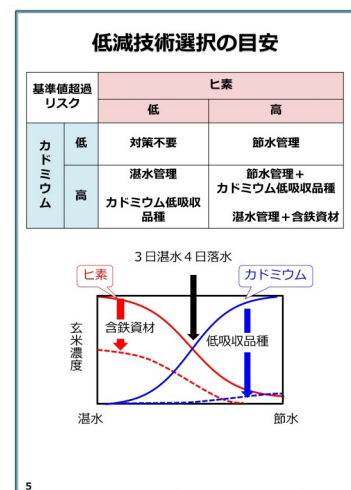 低減技術選択の目安
基準値超過
リスク
ヒ素
低
高
カドミウム
低
対策不要
節水管理
高
湛水管理
カドミウム低吸収
品種
節水管理＋
カドミウム低吸収品種
湛水管理＋含鉄資材
３日湛水４日落水
ヒ素
カドミウム
含鉄資材
低吸収品種
玄米濃度
湛水
節水
5